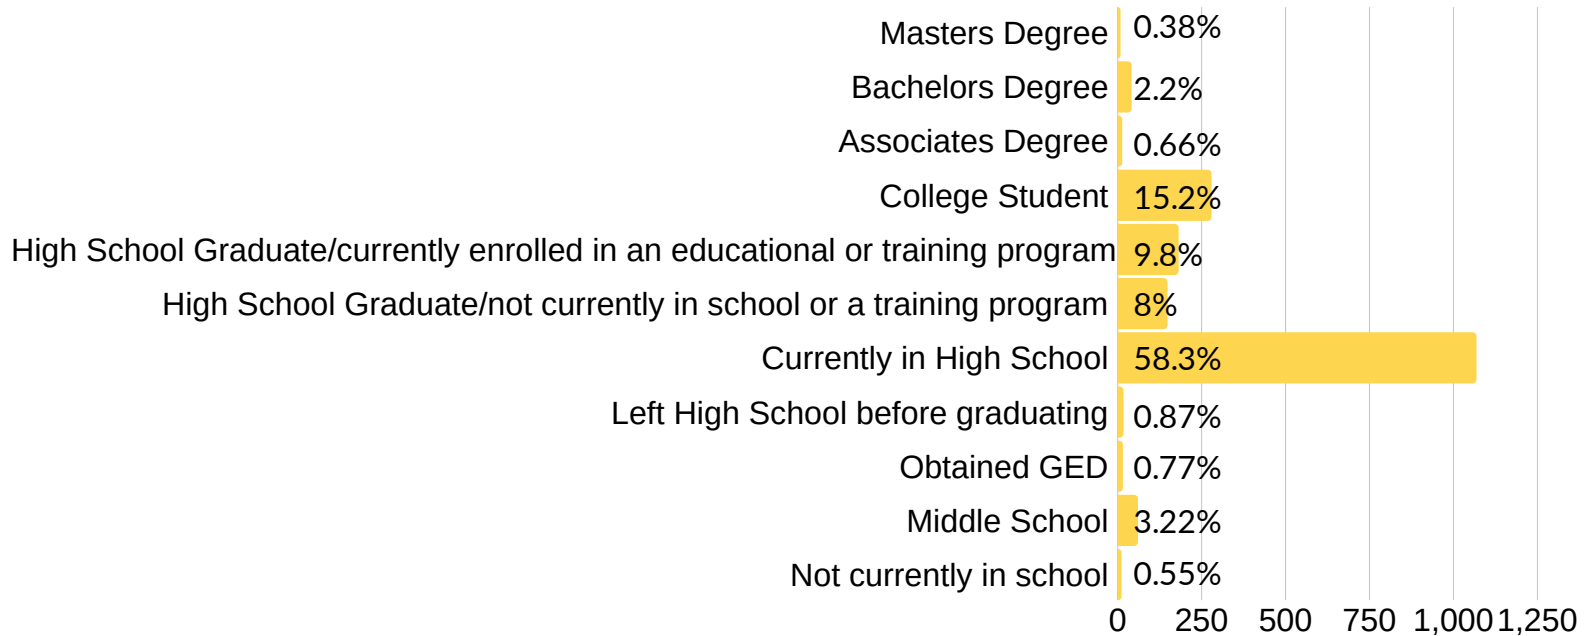 Masters Degree 0.38%
Bachelors Degree 2.2%
Associates Degree 0.66%
College Student 15.2%
High School Graduate/currently enrolled in an educational or training program 9.8%
High School Graduate/not currently in school or a training program 8%
Currently in High School 58.3%
Left High School before graduating 0.87%
Obtained GED 0.77%
Middle School 3.22%
Not currently in school 0.55%
0 250 500 750 1,000 1,250